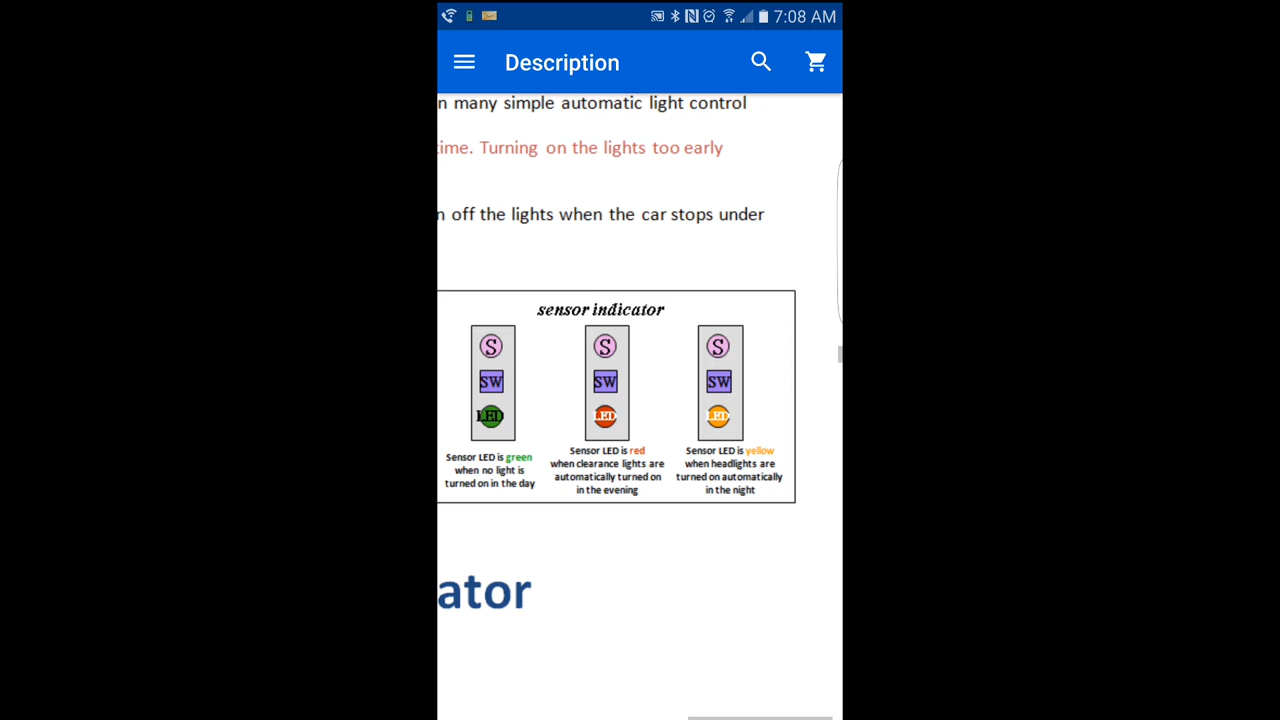 7:08 AM
Description
n many simple automatic light control
time. Turning on the lights too early
n off the lights when the car stops under
sensor indicator
S S S
SW SW SW
LED LED LED
Sensor LED is green
when no light is
turned on in the day
Sensor LED is red
when clearance lights are
automatically turned on
in the evening
Sensor LED is yellow
when headlights are
turned on automatically
in the night
ator